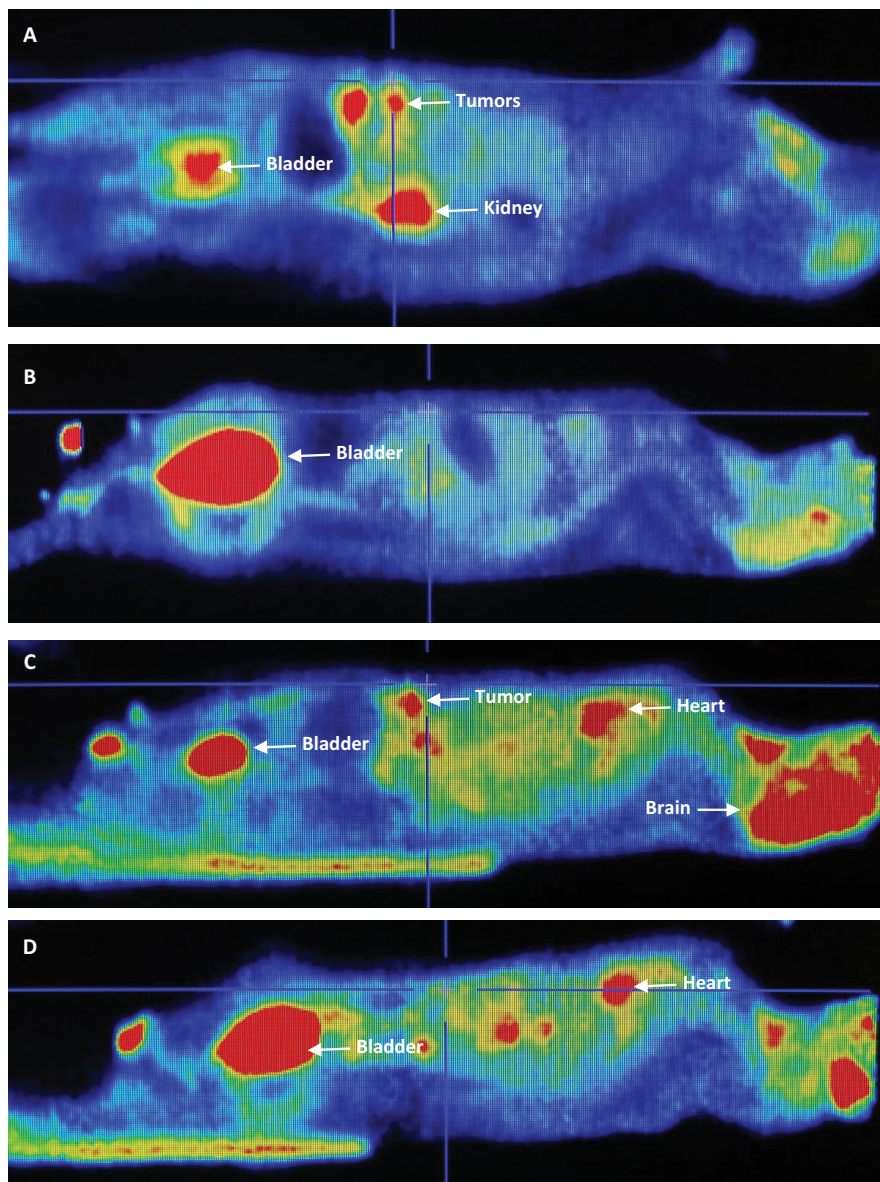 A
Tumors
Bladder
Kidney
B
Bladder
C
Tumor
Heart
Bladder
Brain
D
Heart
Bladder